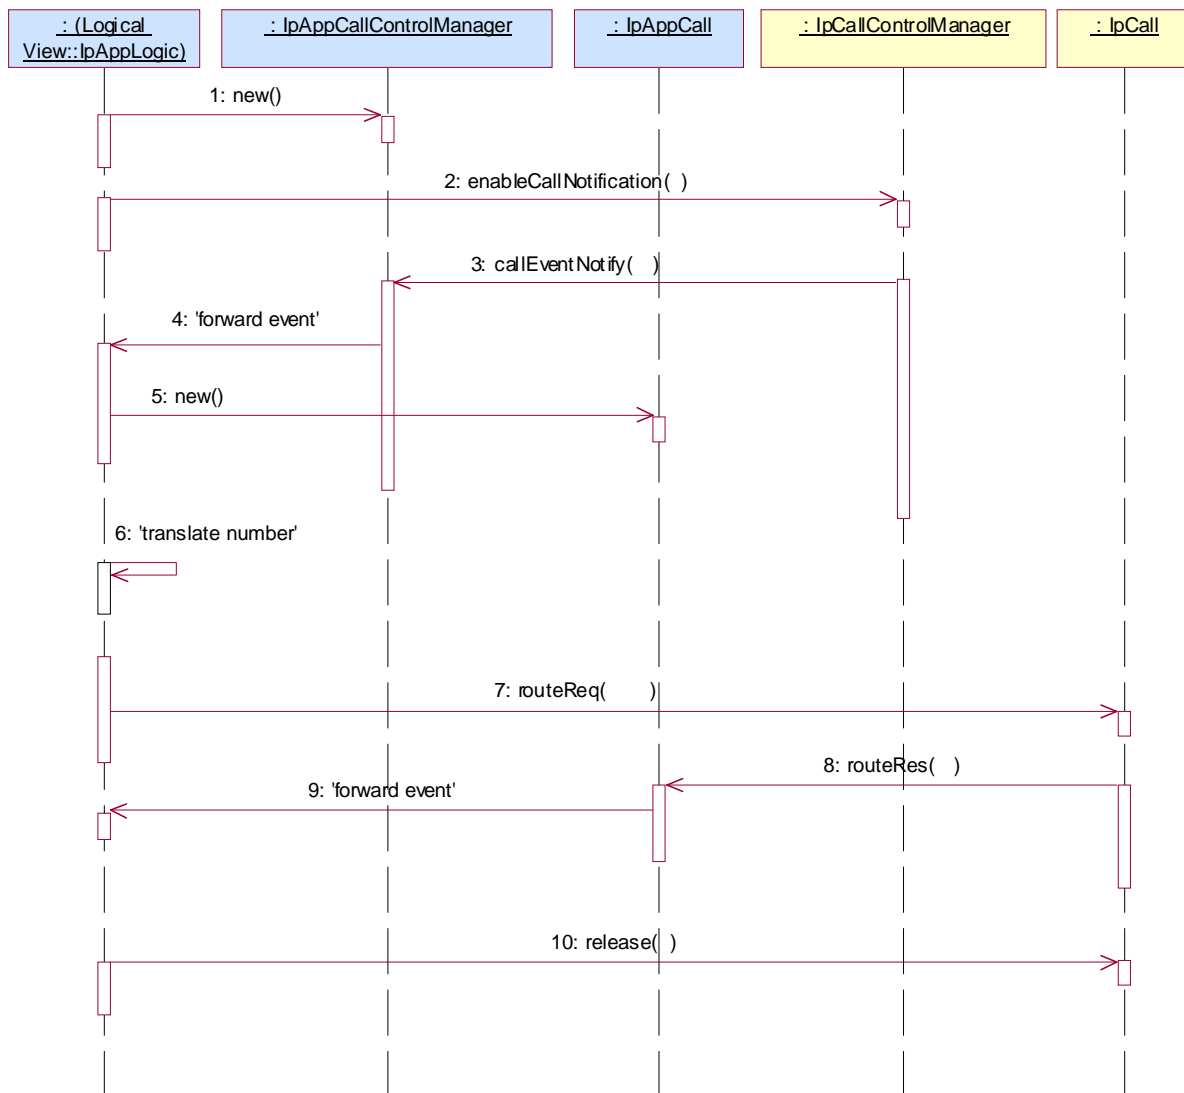 : (Logical
View::IpAppLogic)
: IpAppCallControlManager
: IpAppCall
: IpCallControlManager
: IpCall
1: new()
2: enableCallNotification( )
3: callEventNotify( )
4: 'forward event'
5: new()
6: 'translate number'
7: routeReq( )
8: routeRes( )
9: 'forward event'
10: release( )